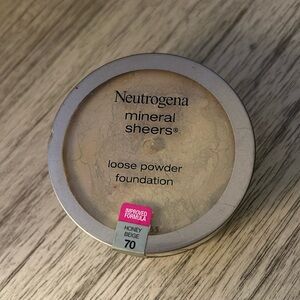 Neutrogena
mineral
sheers®
loose powder
foundation
IMPROVED
FORMULA
HONEY
BEIGE
70